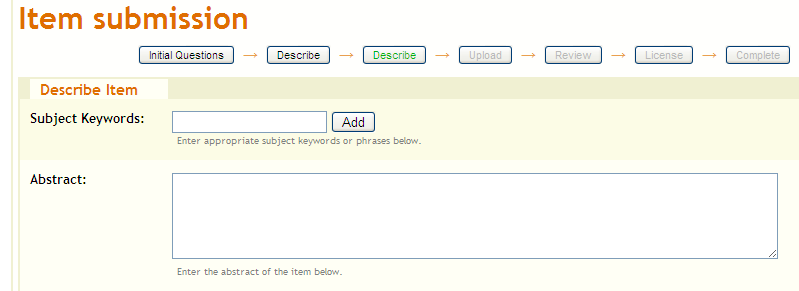 Item submission
Initial Questions → Describe → Describe → Upload → Review → License → Complete
Describe Item
Subject Keywords: Add
Enter appropriate subject keywords or phrases below.
Abstract:
Enter the abstract of the item below.